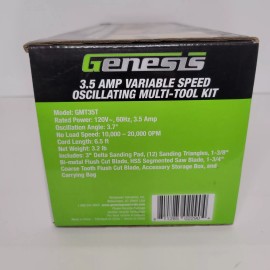 Genesis
3.5 AMP VARIABLE SPEED
OSCILLATING MULTI-TOOL KIT
Model: GMT35T
Rated Power: 120V~, 60Hz, 3.5 Amp
Oscillation Angle: 3.7°
No Load Speed: 10,000 - 20,000 OPM
Cord Length: 6.5 ft
Net Weight: 3.3 lb
Includes: 3" Delta Sanding Pad, (12) Sanding Triangles, 1-3/8"
Bi-metal Flush Cut Blade, HSS Segmented Saw Blade, 1-3/4"
Coarse Tooth Flush Cut Blade, Accessory Storage Box, and
Carrying Bag